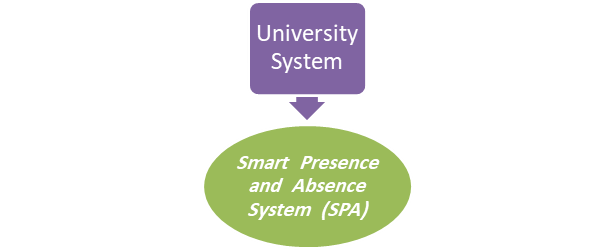 University
System
Smart Presence
and Absence
System (SPA)